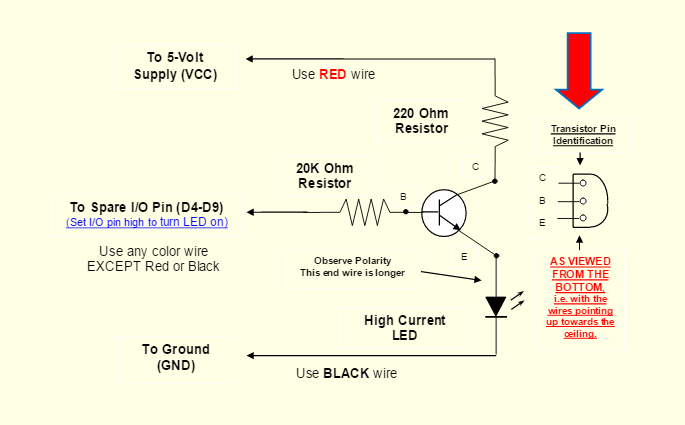 To 5-Volt
Supply (VCC)
Use RED wire
220 Ohm
Resistor
Transistor Pin
Identification
C
20K Ohm
Resistor
B
To Spare I/O Pin (D4-D9)
(Set I/O pin high to turn LED on)
Use any color wire
EXCEPT Red or Black
E
Observe Polarity
This end wire is longer
C
B
E
AS VIEWED
FROM THE
BOTTOM,
i.e. with the
wires pointing
up towards the
ceiling.
High Current
LED
To Ground
(GND)
Use BLACK wire